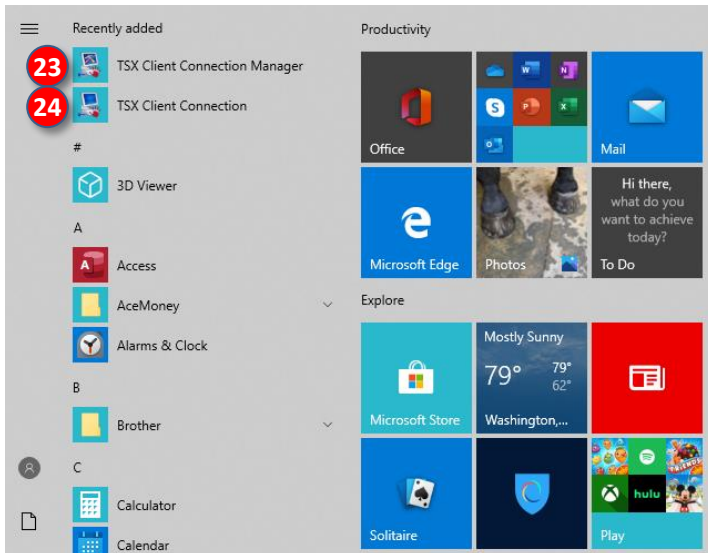 Recently added
23 TSX Client Connection Manager
24 TSX Client Connection
#
3D Viewer
A
A Access
AceMoney
Alarms & Clock
B
Brother
C
Calculator
Calendar
Productivity
Office
W
N
S
P
X
Mail
Microsoft Edge
Photos
Hi there,
what do you
want to achieve
today?
To Do
Explore
Microsoft Store
Mostly Sunny
79° 79°
62°
Washington,...
Solitaire
hulu
FRIENDS
Play